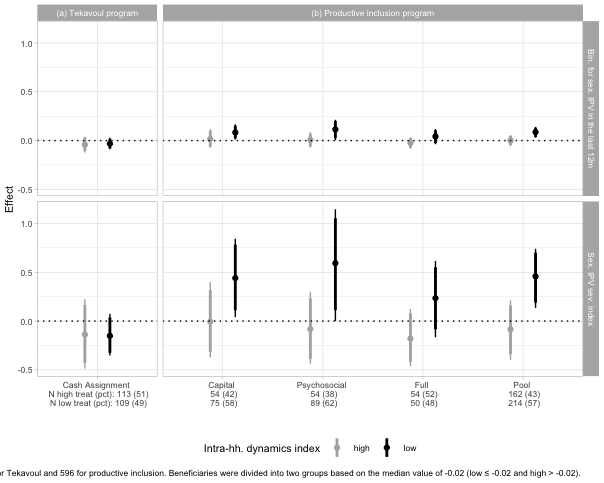 (a) Tekavoul program
(b) Productive inclusion program
1.0
0.5
0.0
-0.5
Bin. for sex. IPV in the last 12m
Effect
1.0
0.5
0.0
-0.5
Sex. IPV sev. index
Cash Assignment Capital Psychosocial Full Pool
N high treat (pct): 113 (51) 54 (42) 54 (38) 54 (52) 162 (43)
N low treat (pct): 109 (49) 75 (58) 89 (62) 50 (48) 214 (57)
Intra-hh. dynamics index high low
or Tekavoul and 596 for productive inclusion. Beneficiaries were divided into two groups based on the median value of -0.02 (low ≤ -0.02 and high > -0.02).